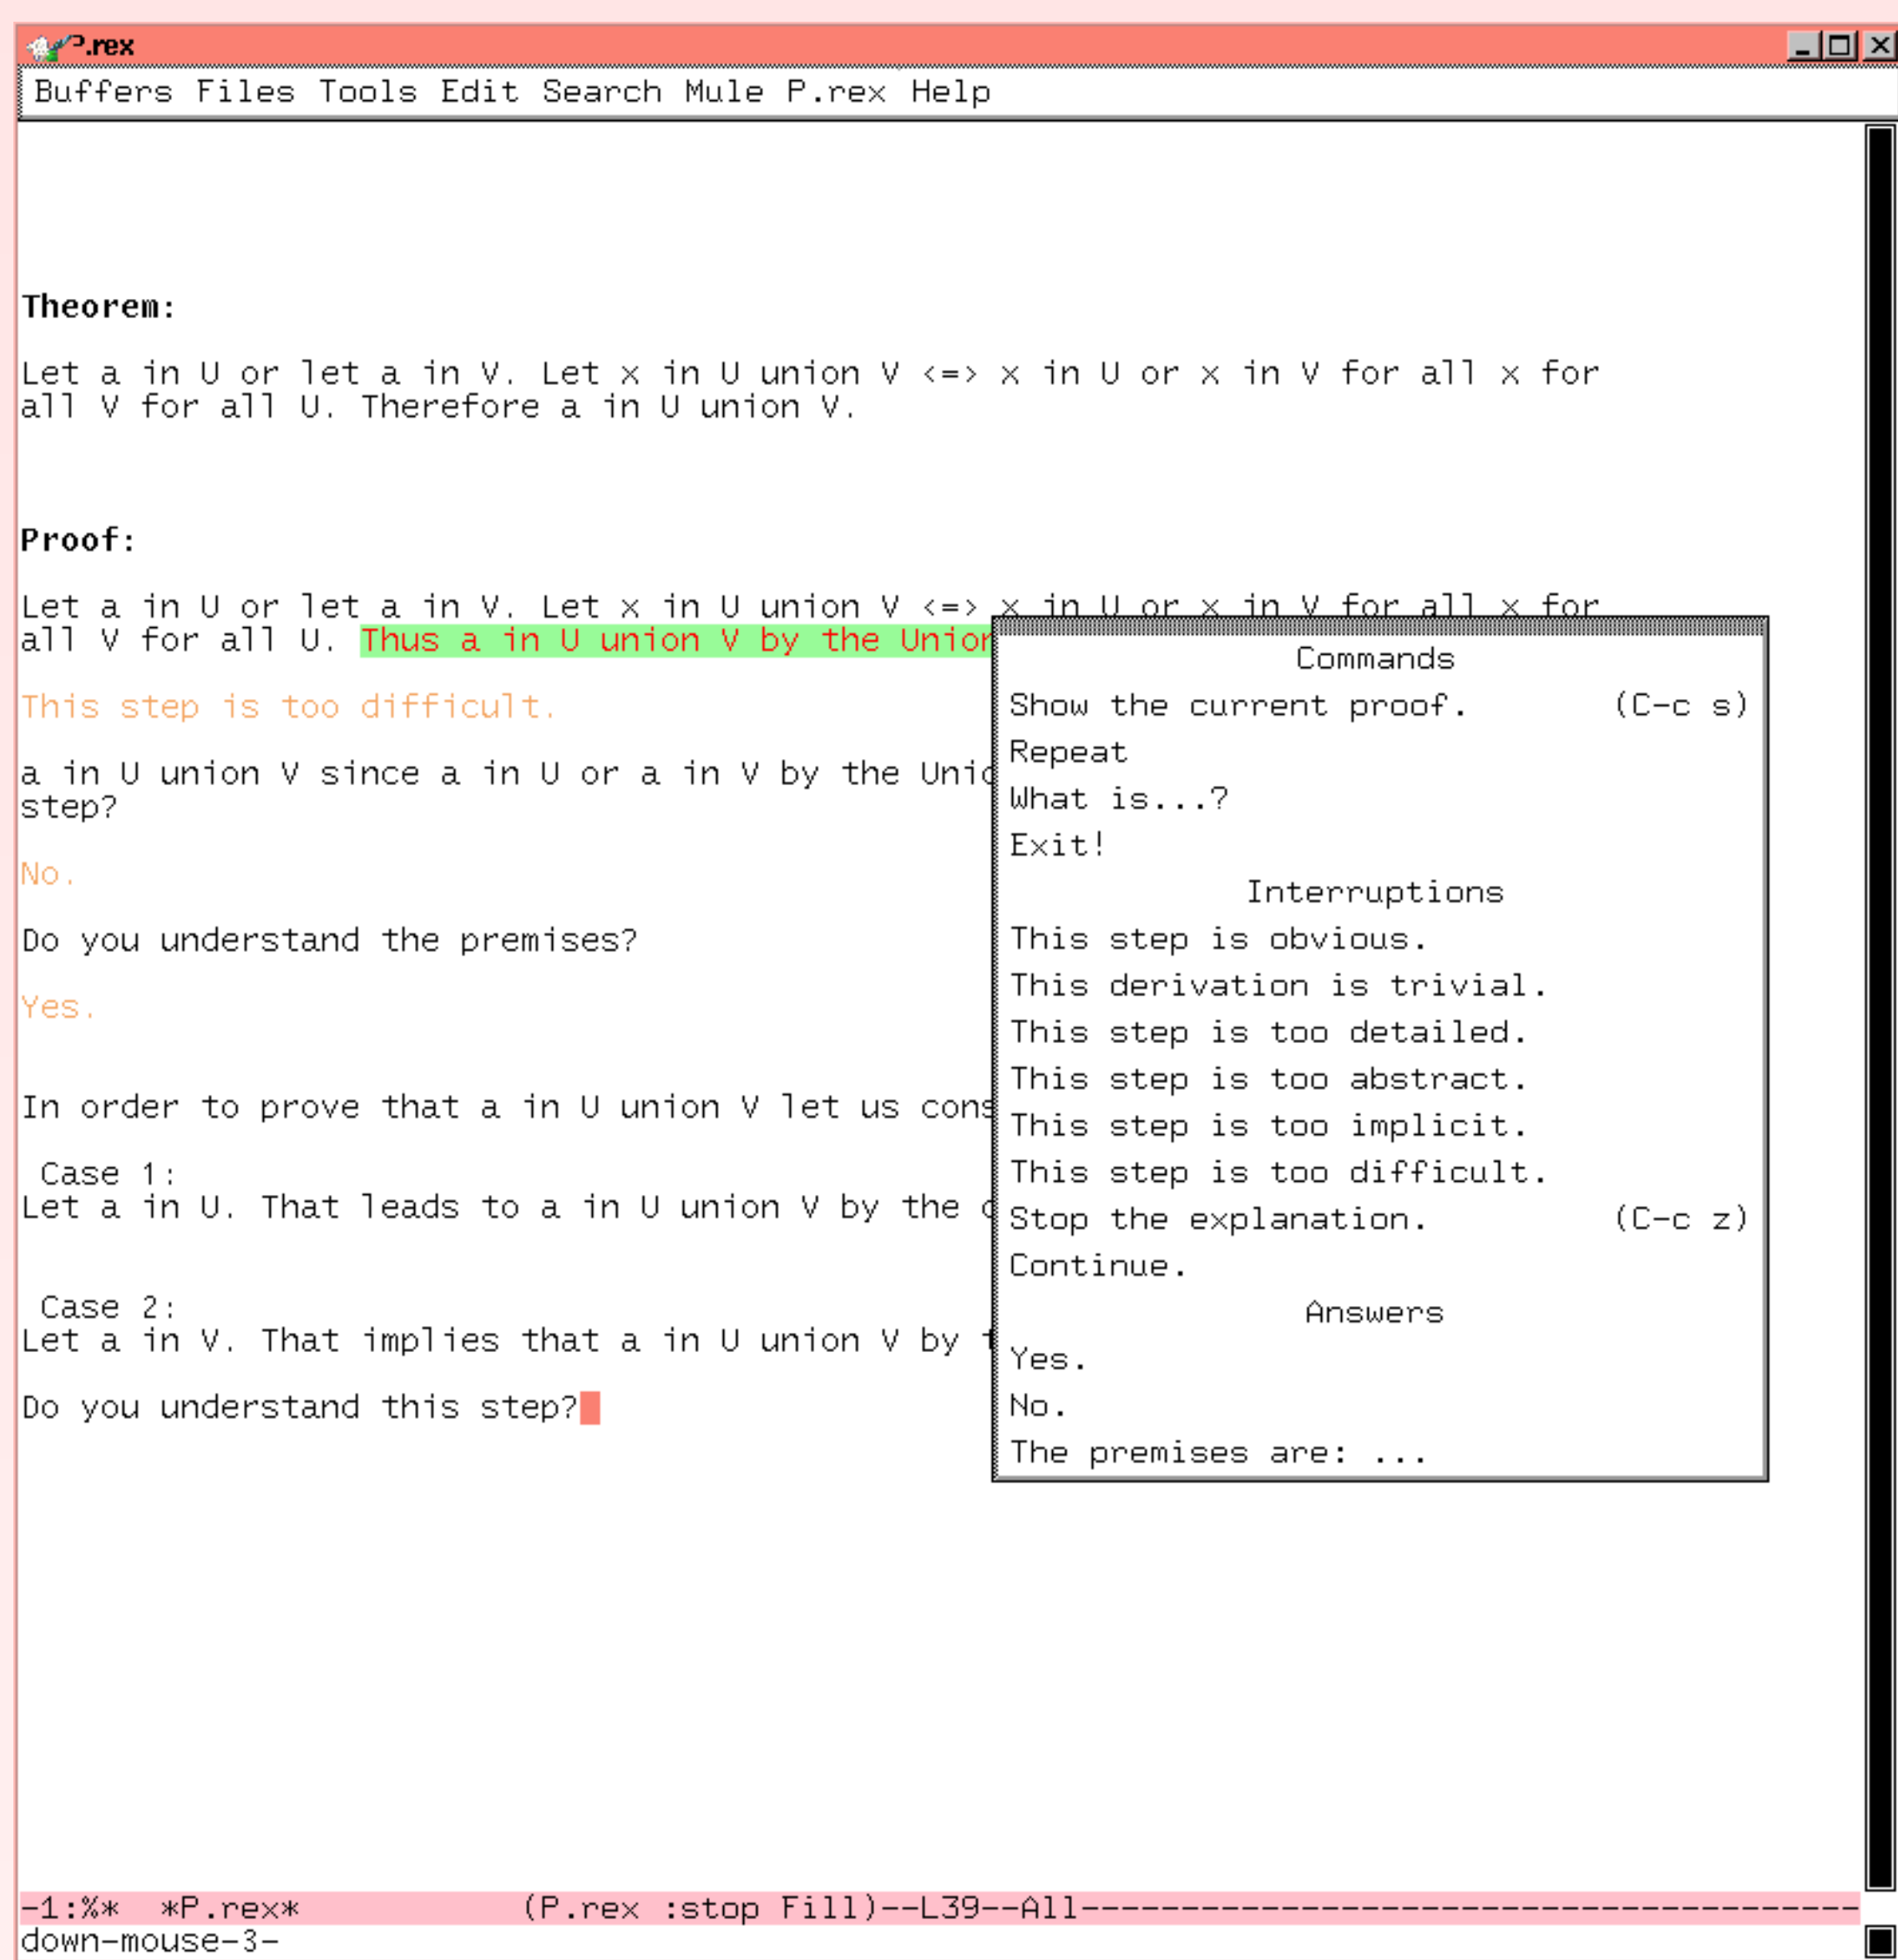 P.rex
Buffers Files Tools Edit Search Mule P.rex Help
Theorem:
Let a in U or let a in V. Let x in U union V <=> x in U or x in V for all x for
all V for all U. Therefore a in U union V.
Proof:
Let a in U or let a in V. Let x in U union V <=> x in U or x in V for all x for
all V for all U. Thus a in U union V by the
This step is too difficult.
a in U union V since a in U or a in V by the
step?
No.
Do you understand the premises?
Yes.
In order to prove that a in U union V let us
Case 1:
Let a in U. That leads to a in U union V by the
Case 2:
Let a in V. That implies that a in U union V by
Do you understand this step?
Commands
Show the current proof. (C-c s)
Repeat
What is...?
Exit!
Interruptions
This step is obvious.
This derivation is trivial.
This step is too detailed.
This step is too abstract.
This step is too implicit.
This step is too difficult.
Stop the explanation. (C-c z)
Continue.
Answers
Yes.
No.
The premises are: ...
-1:%* *P.rex* (P.rex :stop Fill)--L39--All---------------------------------------
down-mouse-3-